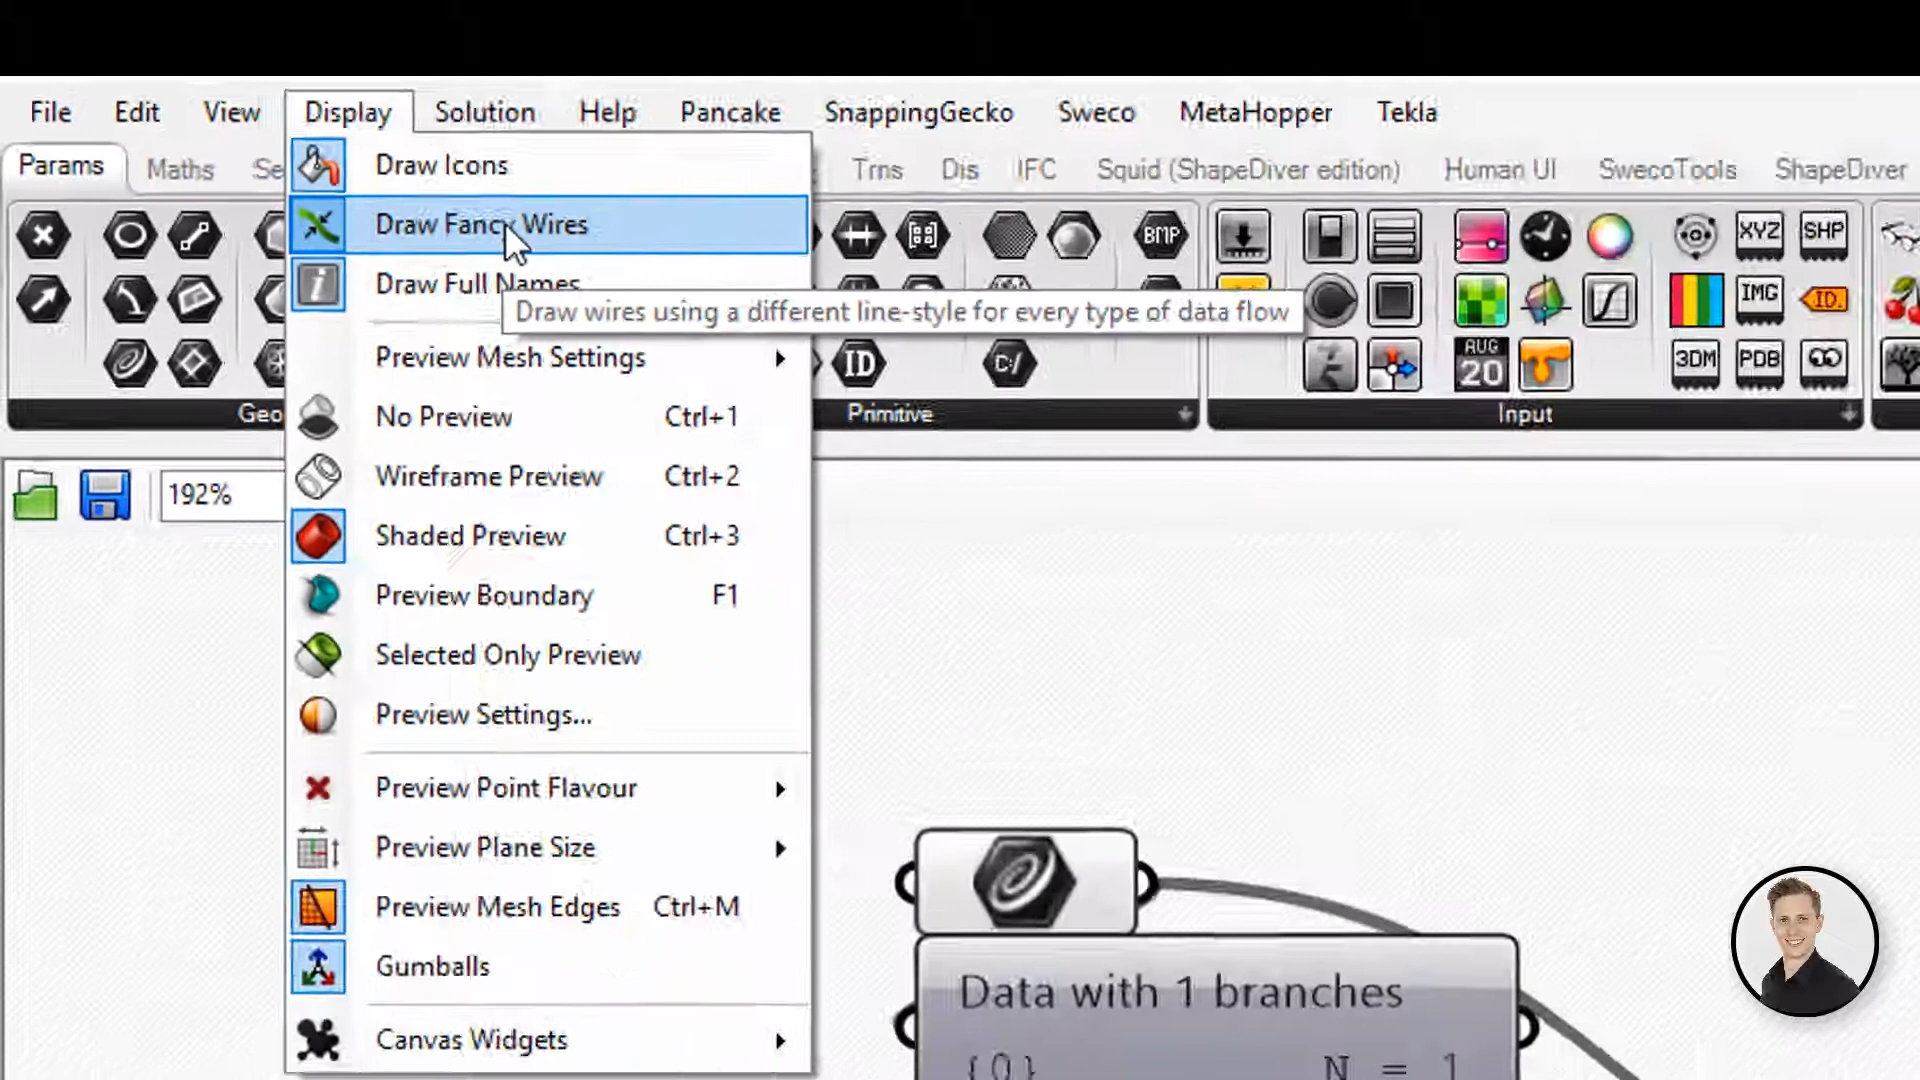 File Edit View Display Solution Help Pancake SnappingGecko Sweco MetaHopper Tekla
Params Maths Se Trns Dis IFC Squid (ShapeDiver edition) Human UI SwecoTools ShapeDiver
Draw Icons
Draw Fancy Wires
BMP XYZ SHP
Draw Full Names
Draw wires using a different line-style for every type of data flow
IMG ID.
Preview Mesh Settings
ID C:/ AUG 20 3DM PDB
No Preview Ctrl+1
Geo Primitive Input
Wireframe Preview Ctrl+2
192%
Shaded Preview Ctrl+3
Preview Boundary F1
Selected Only Preview
Preview Settings...
Preview Point Flavour
Preview Plane Size
Preview Mesh Edges Ctrl+M
Gumballs
Data with 1 branches
Canvas Widgets
{0} N = 1